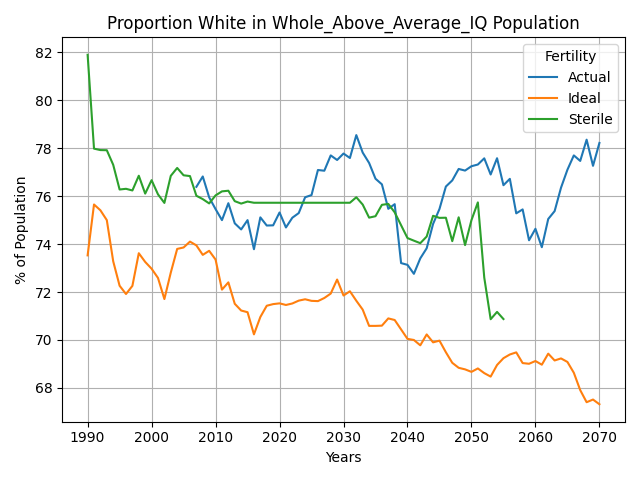 Proportion White in Whole_Above_Average_IQ Population
Fertility
Actual
Ideal
Sterile
% of Population
82
80
78
76
74
72
70
68
1990
2000
2010
2020
2030
2040
2050
2060
2070
Years